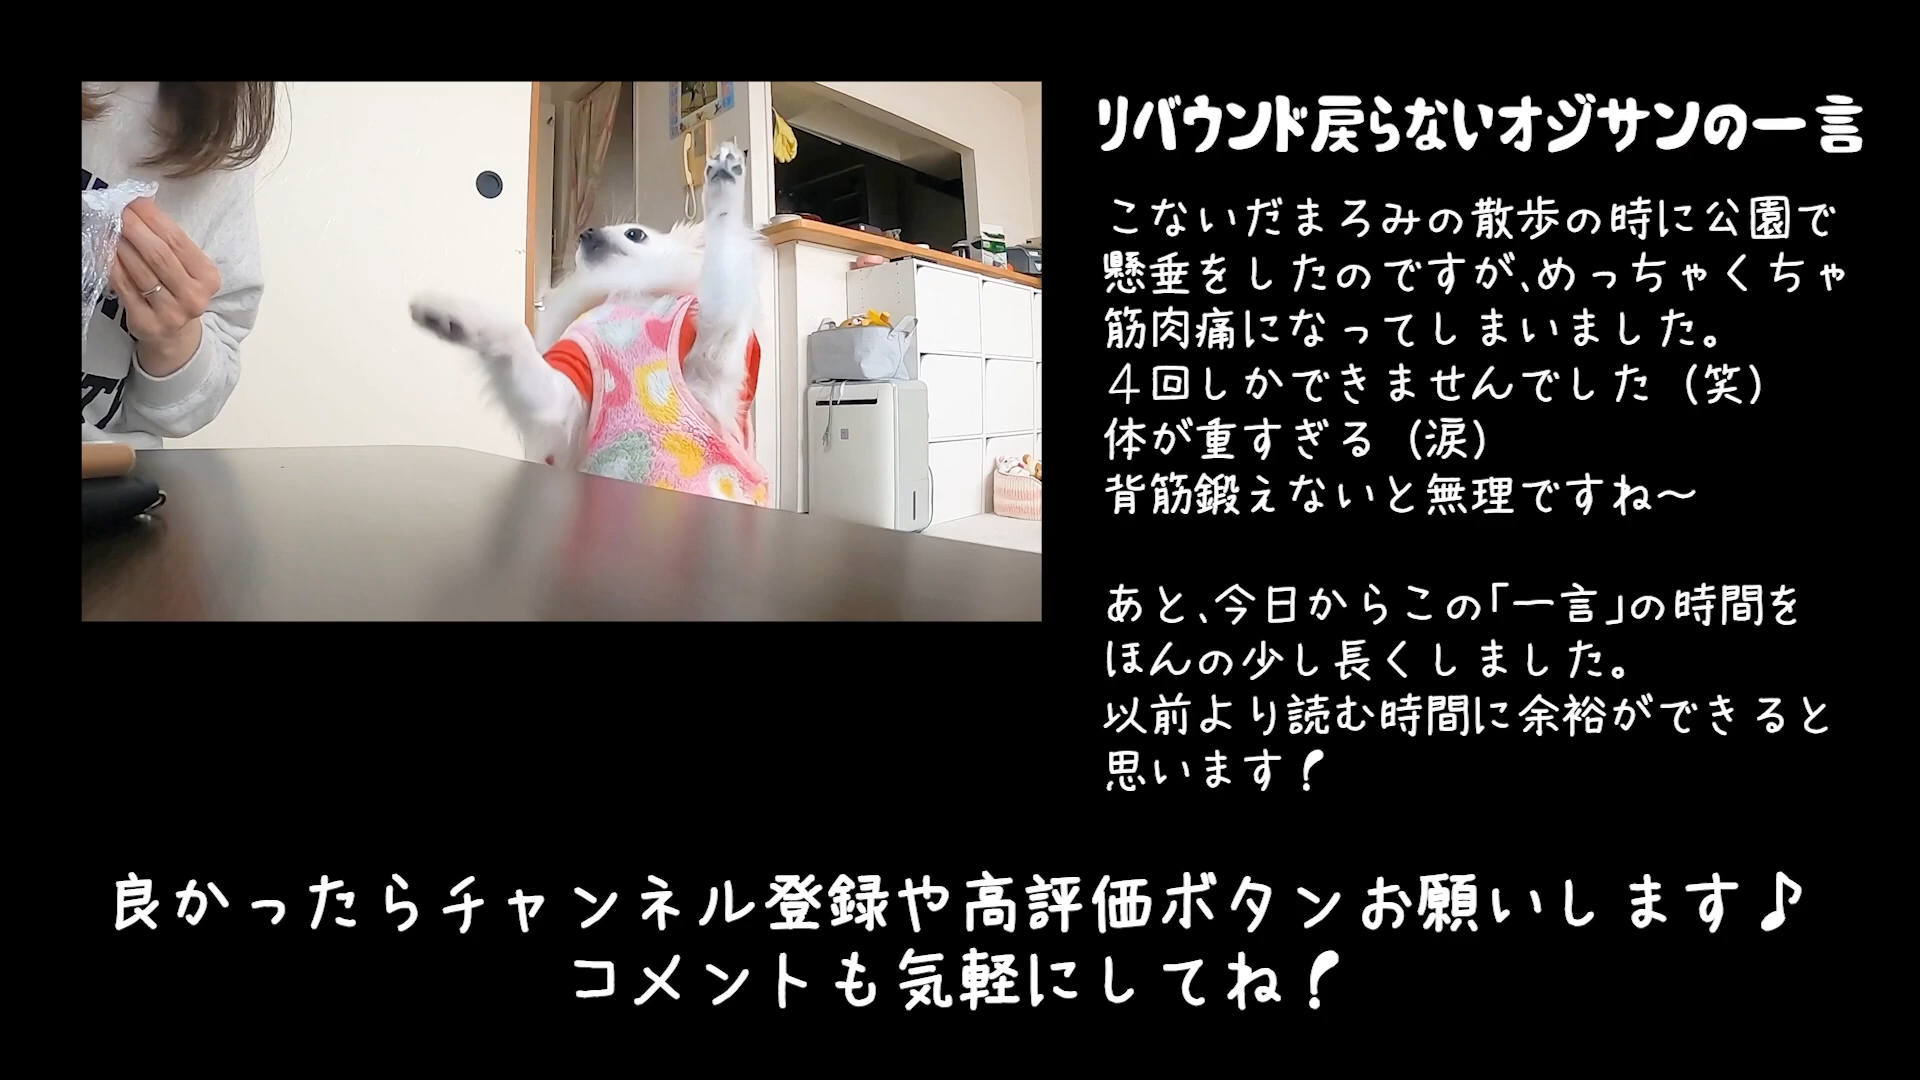 リバウンド戻らないオジサンの一言
こないだまろみの散歩の時に公園で
懸垂をしたのですが、めっちゃくちゃ
筋肉痛になってしまいました。
4回しかできませんでした（笑）
体が重すぎる（涙）
背筋鍛えないと無理ですね～
あと、今日からこの「一言」の時間を
ほんの少し長くしました。
以前より読む時間に余裕ができると
思います！
良かったらチャンネル登録や高評価ボタンお願いします♪
コメントも気軽にしてね！